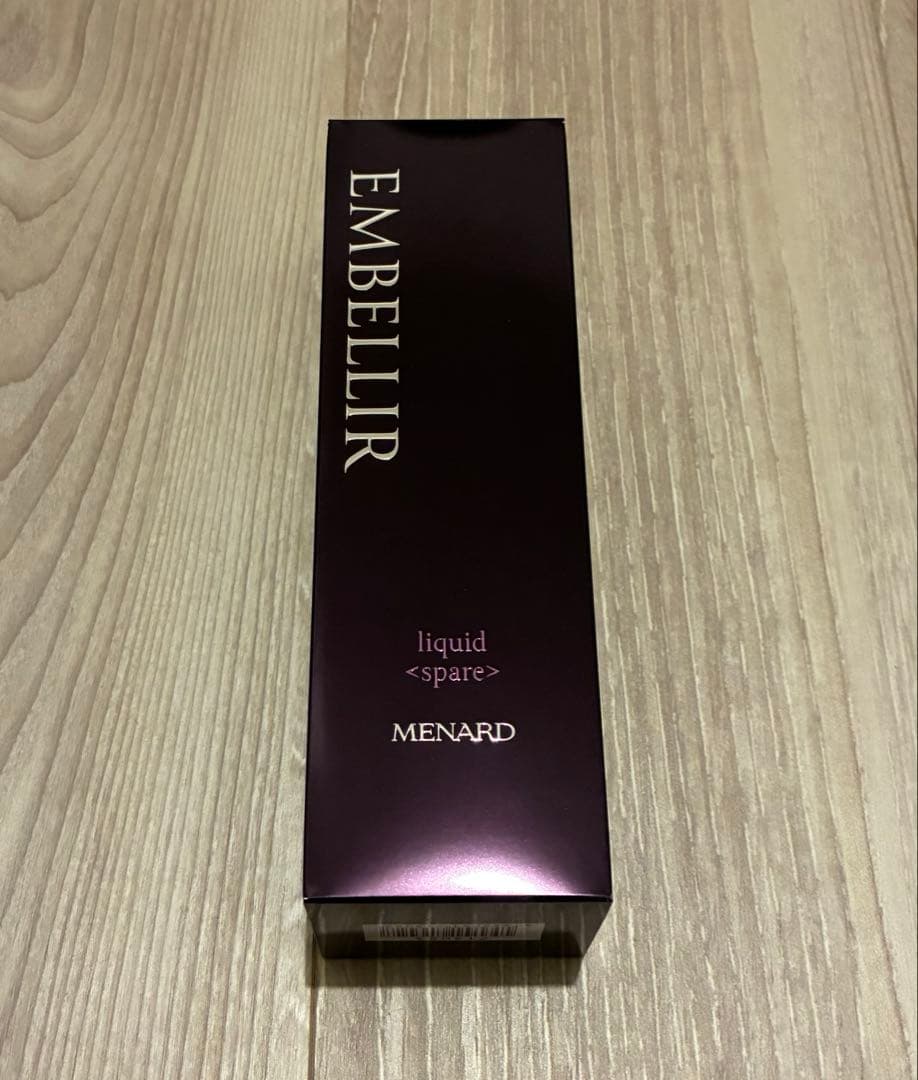 EMBELLIR
liquid
<spare>
MENARD